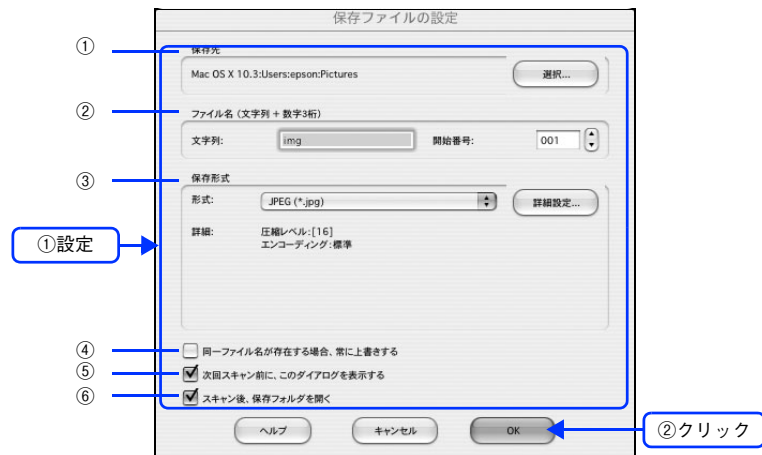 保存ファイルの設定
① 保存先
Mac OS X 10.3:Users:epson:Pictures 選択...
② ファイル名 (文字列 + 数字3桁)
文字列: img 開始番号: 001
③ 保存形式
形式: JPEG (*.jpg) 詳細設定...
①設定
詳細: 圧縮レベル:[16]
エンコーディング:標準
④ 同一ファイル名が存在する場合、常に上書きする
⑤ 次回スキャン前に、このダイアログを表示する
⑥ スキャン後、保存フォルダを開く
ヘルプ キャンセル OK ②クリック